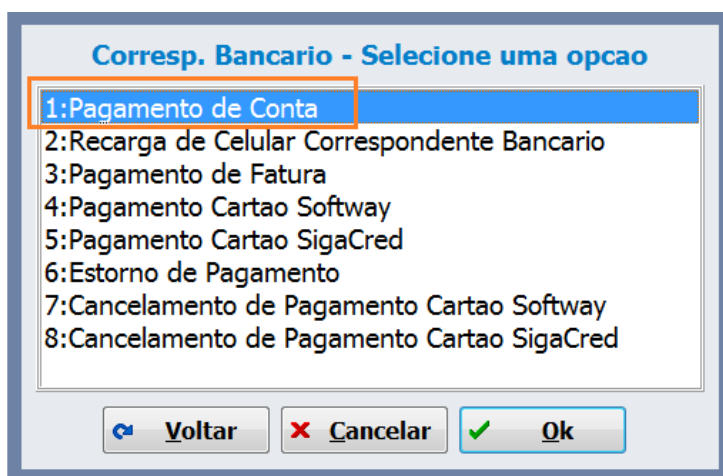 Corresp. Bancario - Selecione uma opcao
1:Pagamento de Conta
2:Recarga de Celular Correspondente Bancario
3:Pagamento de Fatura
4:Pagamento Cartao Softway
5:Pagamento Cartao SigaCred
6:Estorno de Pagamento
7:Cancelamento de Pagamento Cartao Softway
8:Cancelamento de Pagamento Cartao SigaCred
Voltar Cancelar Ok